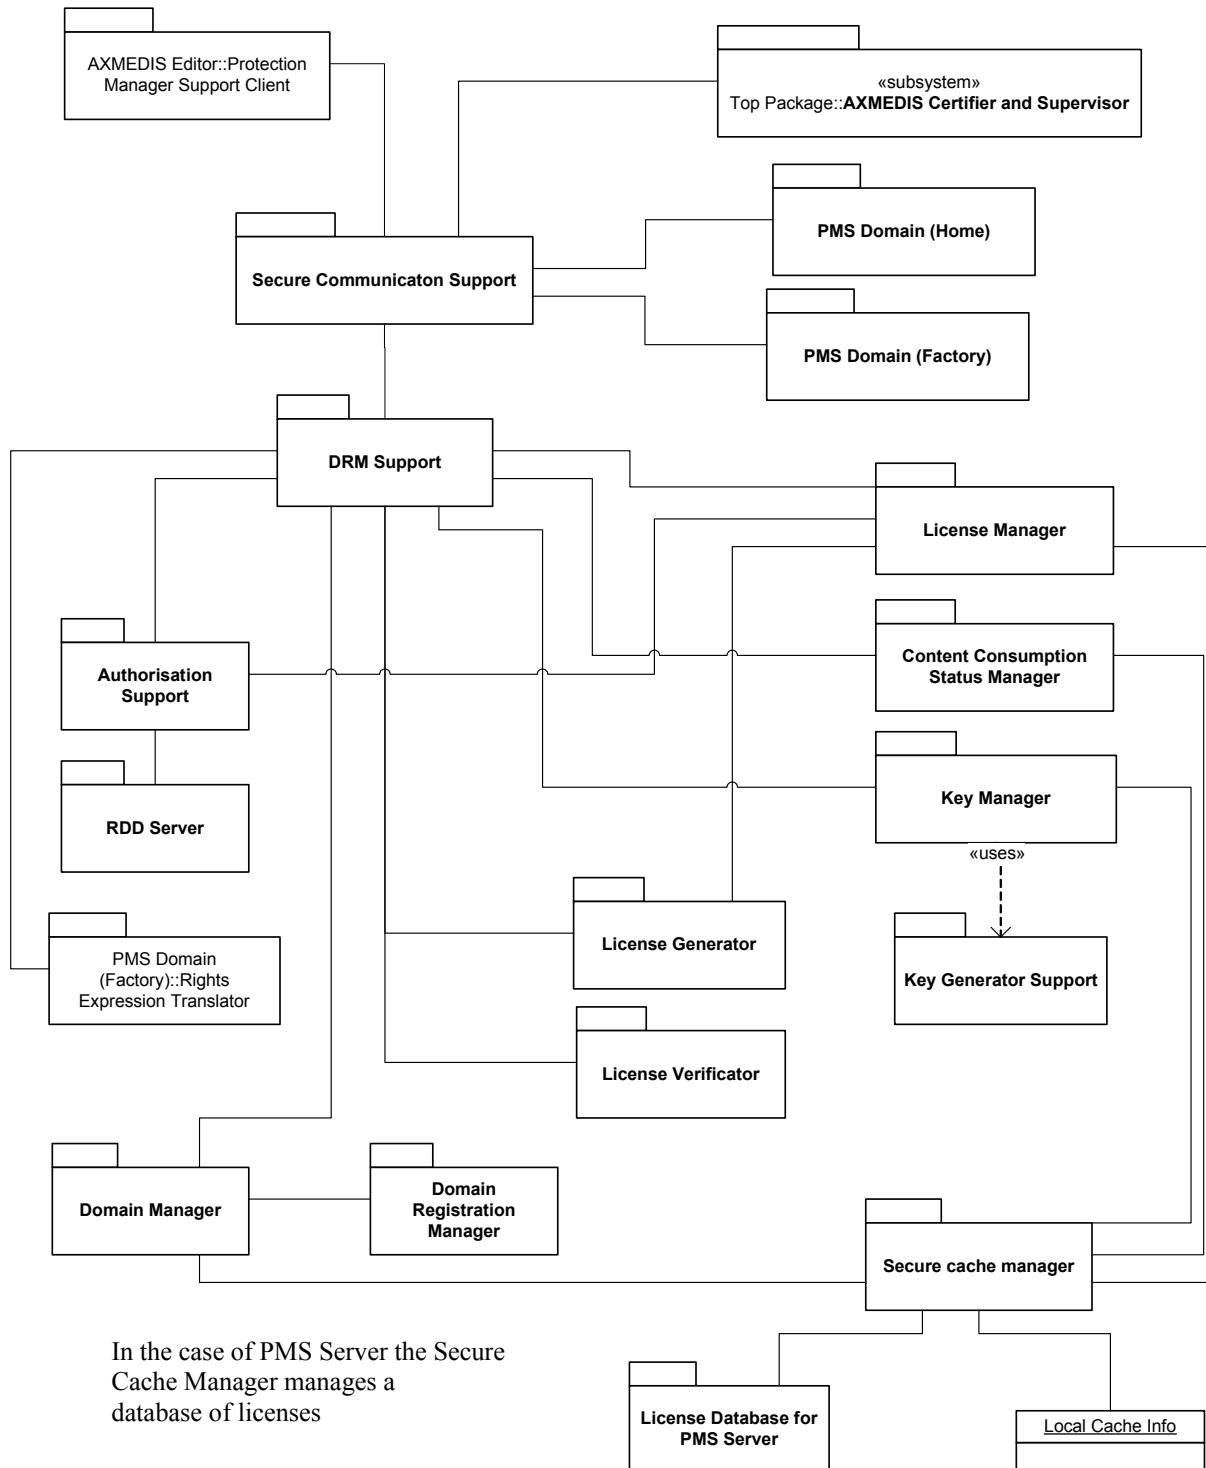 AXMEDIS Editor::Protection
Manager Support Client
«subsystem»
Top Package::AXMEDIS Certifier and Supervisor
PMS Domain (Home)
Secure Communicaton Support
PMS Domain (Factory)
DRM Support
License Manager
Authorisation
Support
Content Consumption
Status Manager
RDD Server
Key Manager
«uses»
PMS Domain
(Factory)::Rights
Expression Translator
License Generator
Key Generator Support
License Verificator
Domain Manager
Domain
Registration
Manager
Secure cache manager
In the case of PMS Server the Secure
Cache Manager manages a
database of licenses
License Database for
PMS Server
Local Cache Info